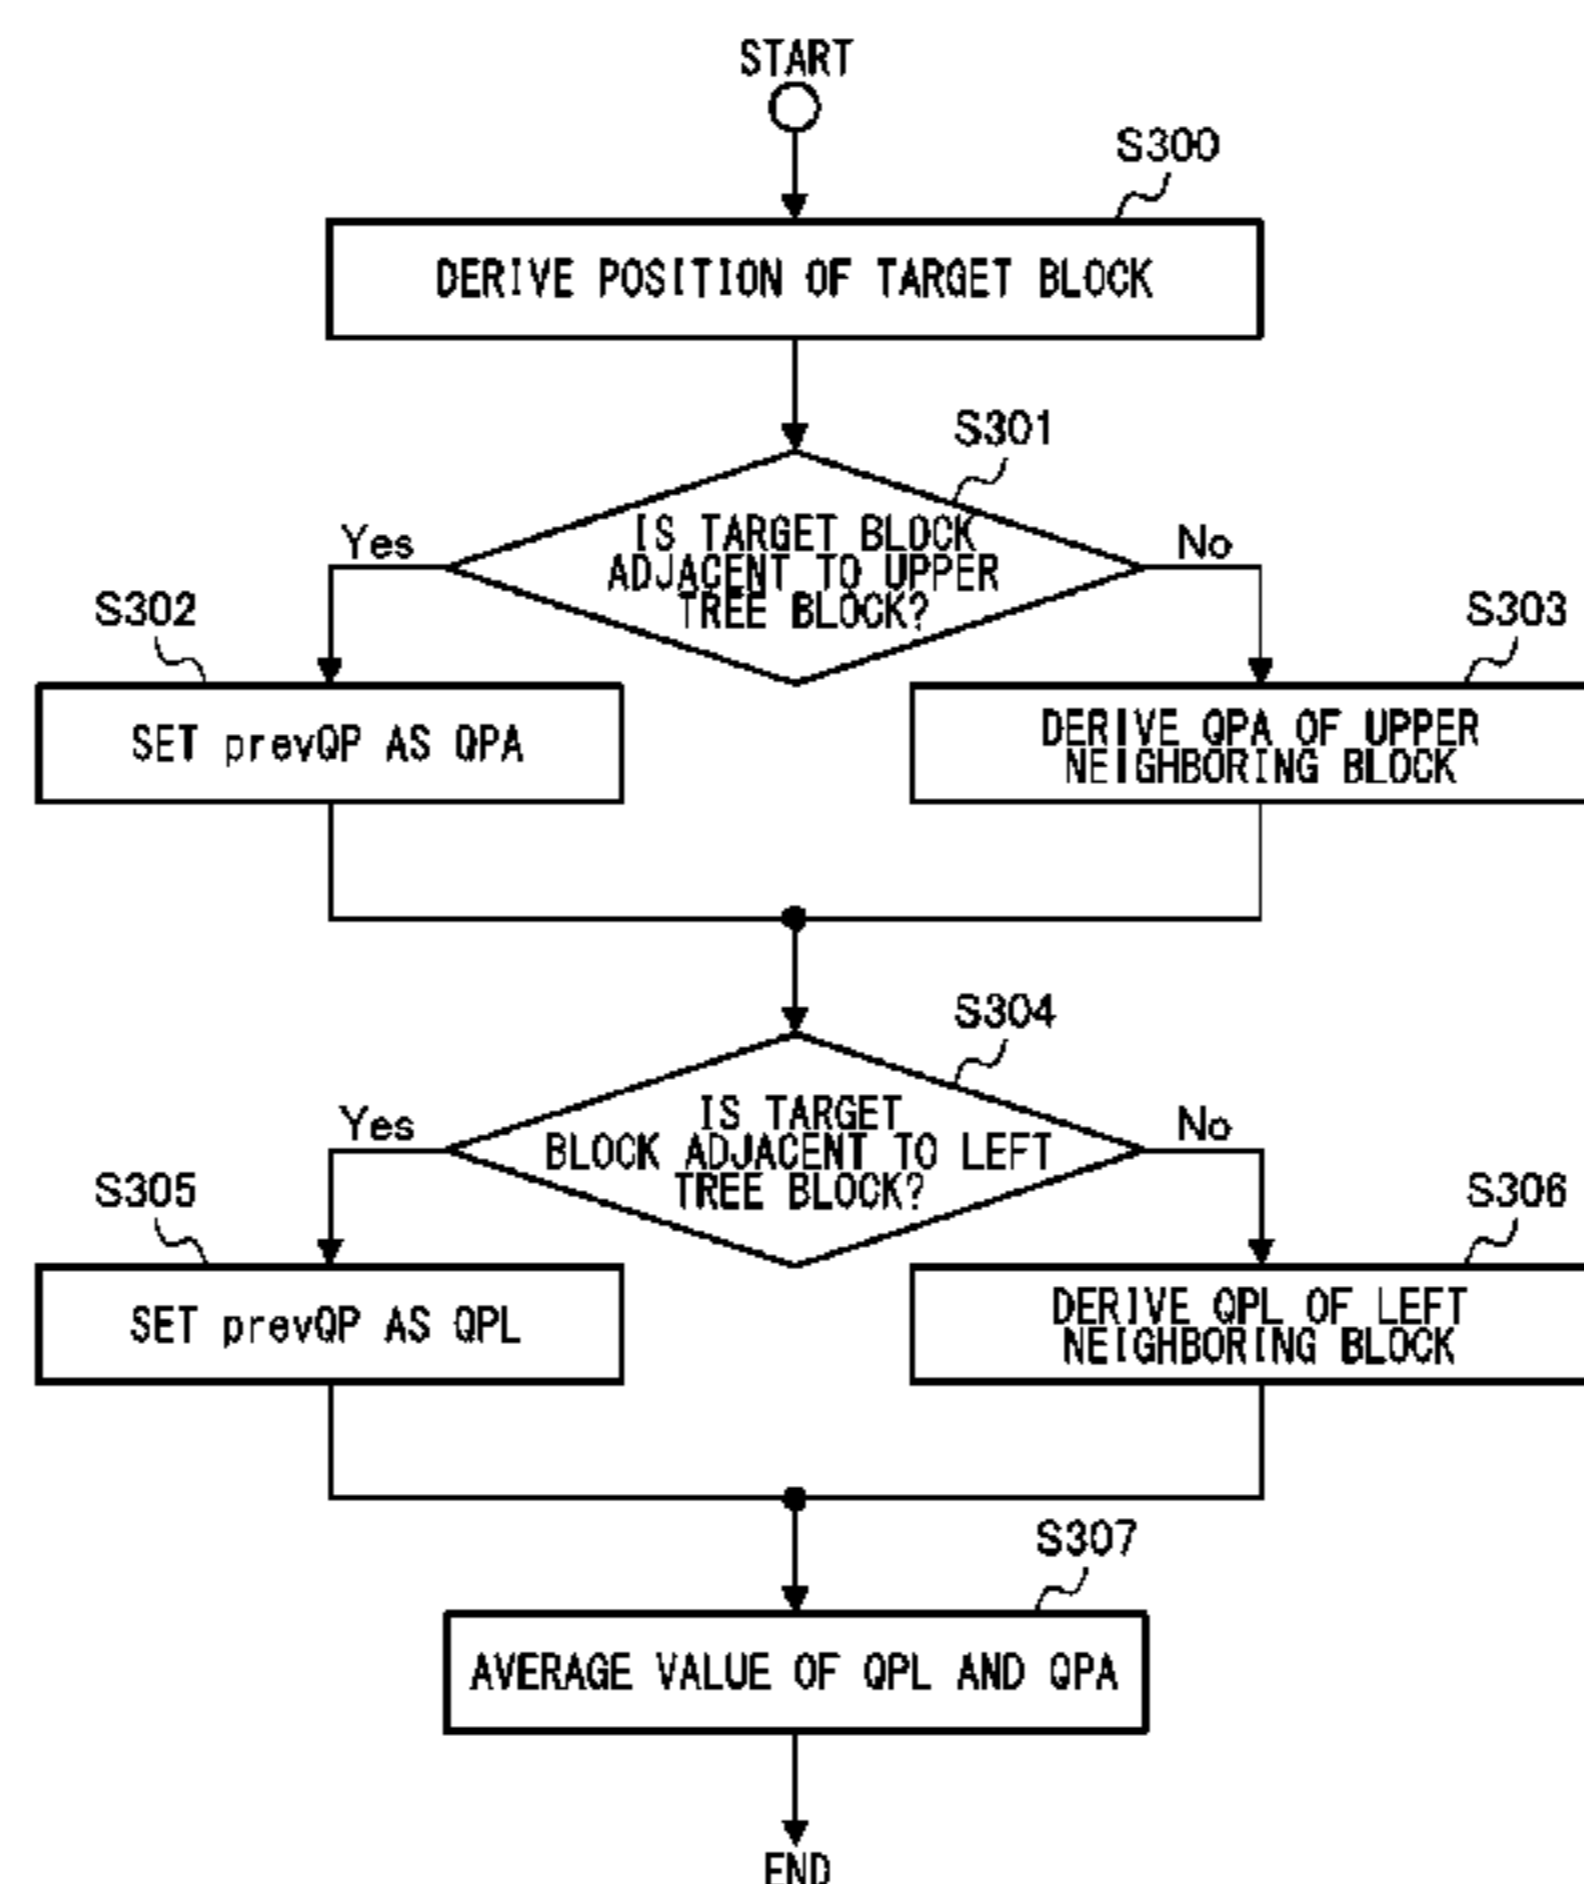 START
S300
DERIVE POSITION OF TARGET BLOCK
S301
IS TARGET BLOCK
ADJACENT TO UPPER
TREE BLOCK?
Yes
No
S302
S303
SET prevQP AS QPA
DERIVE QPA OF UPPER
NEIGHBORING BLOCK
S304
IS TARGET
BLOCK ADJACENT TO LEFT
TREE BLOCK?
Yes
No
S305
S306
SET prevQP AS QPL
DERIVE QPL OF LEFT
NEIGHBORING BLOCK
S307
AVERAGE VALUE OF QPL AND QPA
END